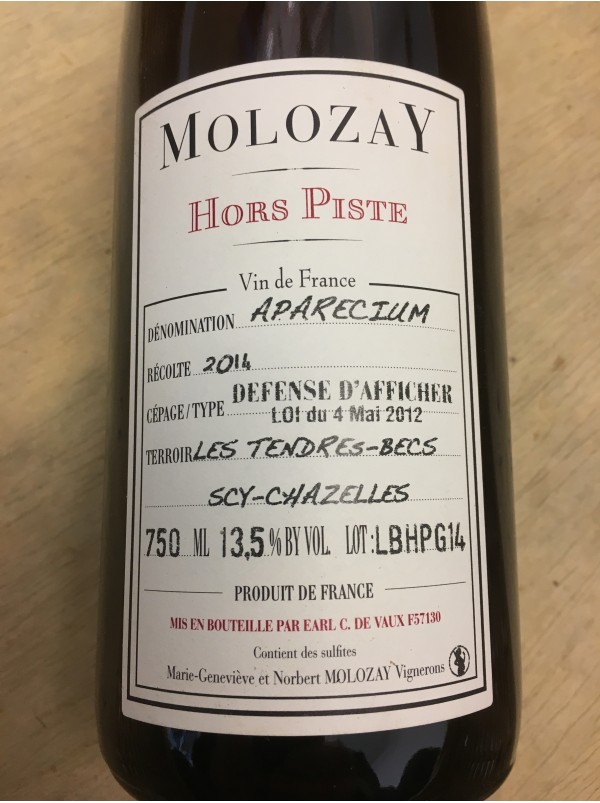 MOLOZAY
HORS PISTE
Vin de France
DÉNOMINATION APARECIUM
RÉCOLTE 2014
CÉPAGE/TYPE DEFENSE D'AFFICHER
LOI du 4 Mai 2012
TERROIR LES TENDRES-BECS
SCY-CHAZELLES
750 ML 13,5 % BY VOL. LOT: LBHPG14
PRODUIT DE FRANCE
MIS EN BOUTEILLE PAR EARL C. DE VAUX F57130
Contient des sulfites
Marie-Geneviève et Norbert MOLOZAY Vignerons